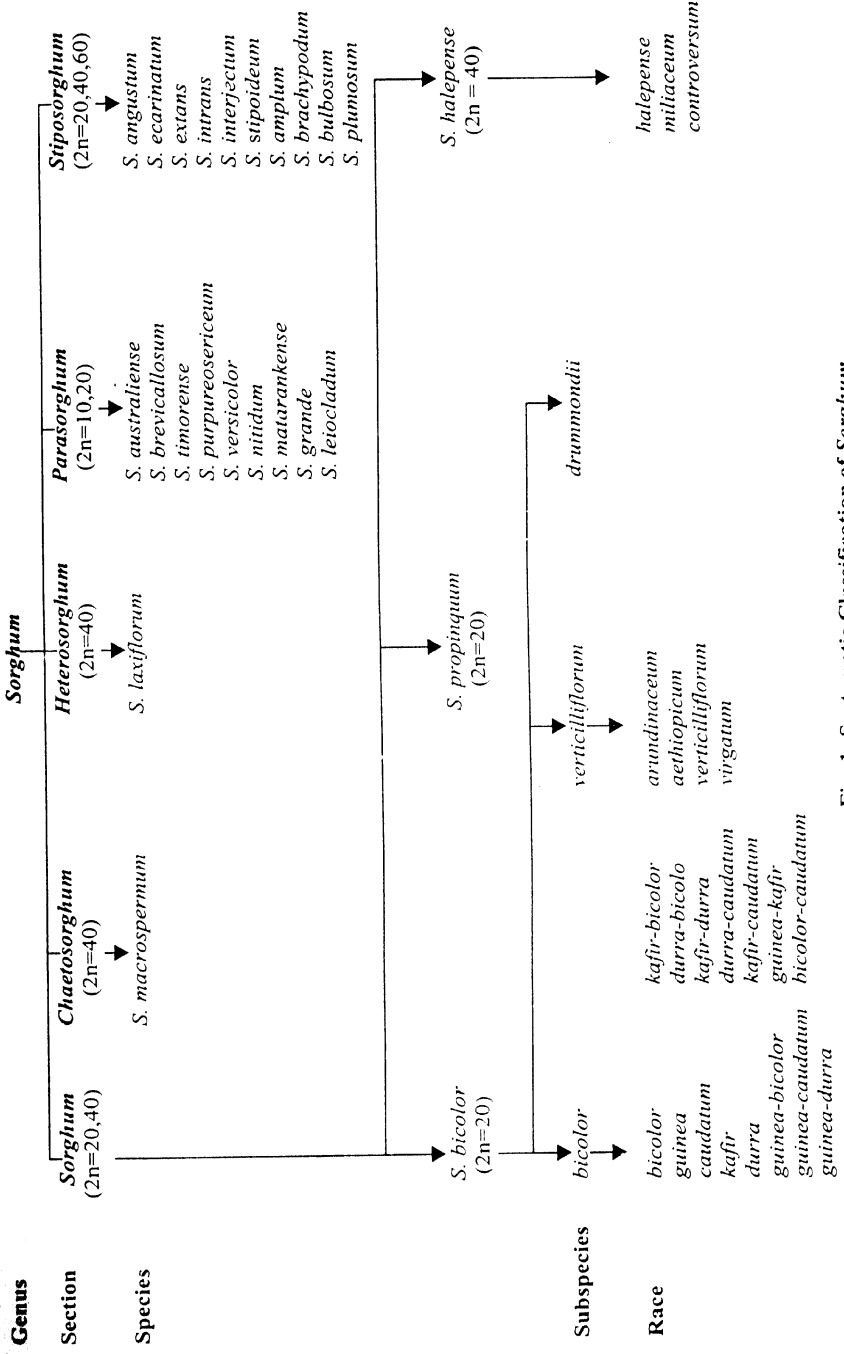 Genus
Sorghum
Section
Sorghum
(2n=20,40)
Chaetosorghum
(2n=40)
Heterosorghum
(2n=40)
Parasorghum
(2n=10,20)
Stiposorghum
(2n=20,40,60)
Species
S. macrospermum
S. laxiflorum
S. australiense
S. brevicallosum
S. timorense
S. purpureosericeum
S. versicolor
S. nitidum
S. matarankense
S. grande
S. leiocladum
S. angustum
S. ecarinatum
S. extans
S. intrans
S. interjectum
S. stipoideum
S. amplum
S. brachypodum
S. bulbosum
S. plumosum
S. bicolor
(2n=20)
S. propinquum
(2n=20)
S. halepense
(2n = 40)
Subspecies
bicolor
verticilliflorum
drummondii
Race
bicolor
guinea
caudatum
kafir
durra
guinea-bicolor
guinea-caudatum
guinea-durra
kafir-bicolor
durra-bicolo
kafir-durra
durra-caudatum
kafir-caudatum
guinea-kafir
bicolor-caudatum
arundinaceum
aethiopicum
verticilliflorum
virgatum
halepense
miliaceum
controversum
Classification of Sorghum